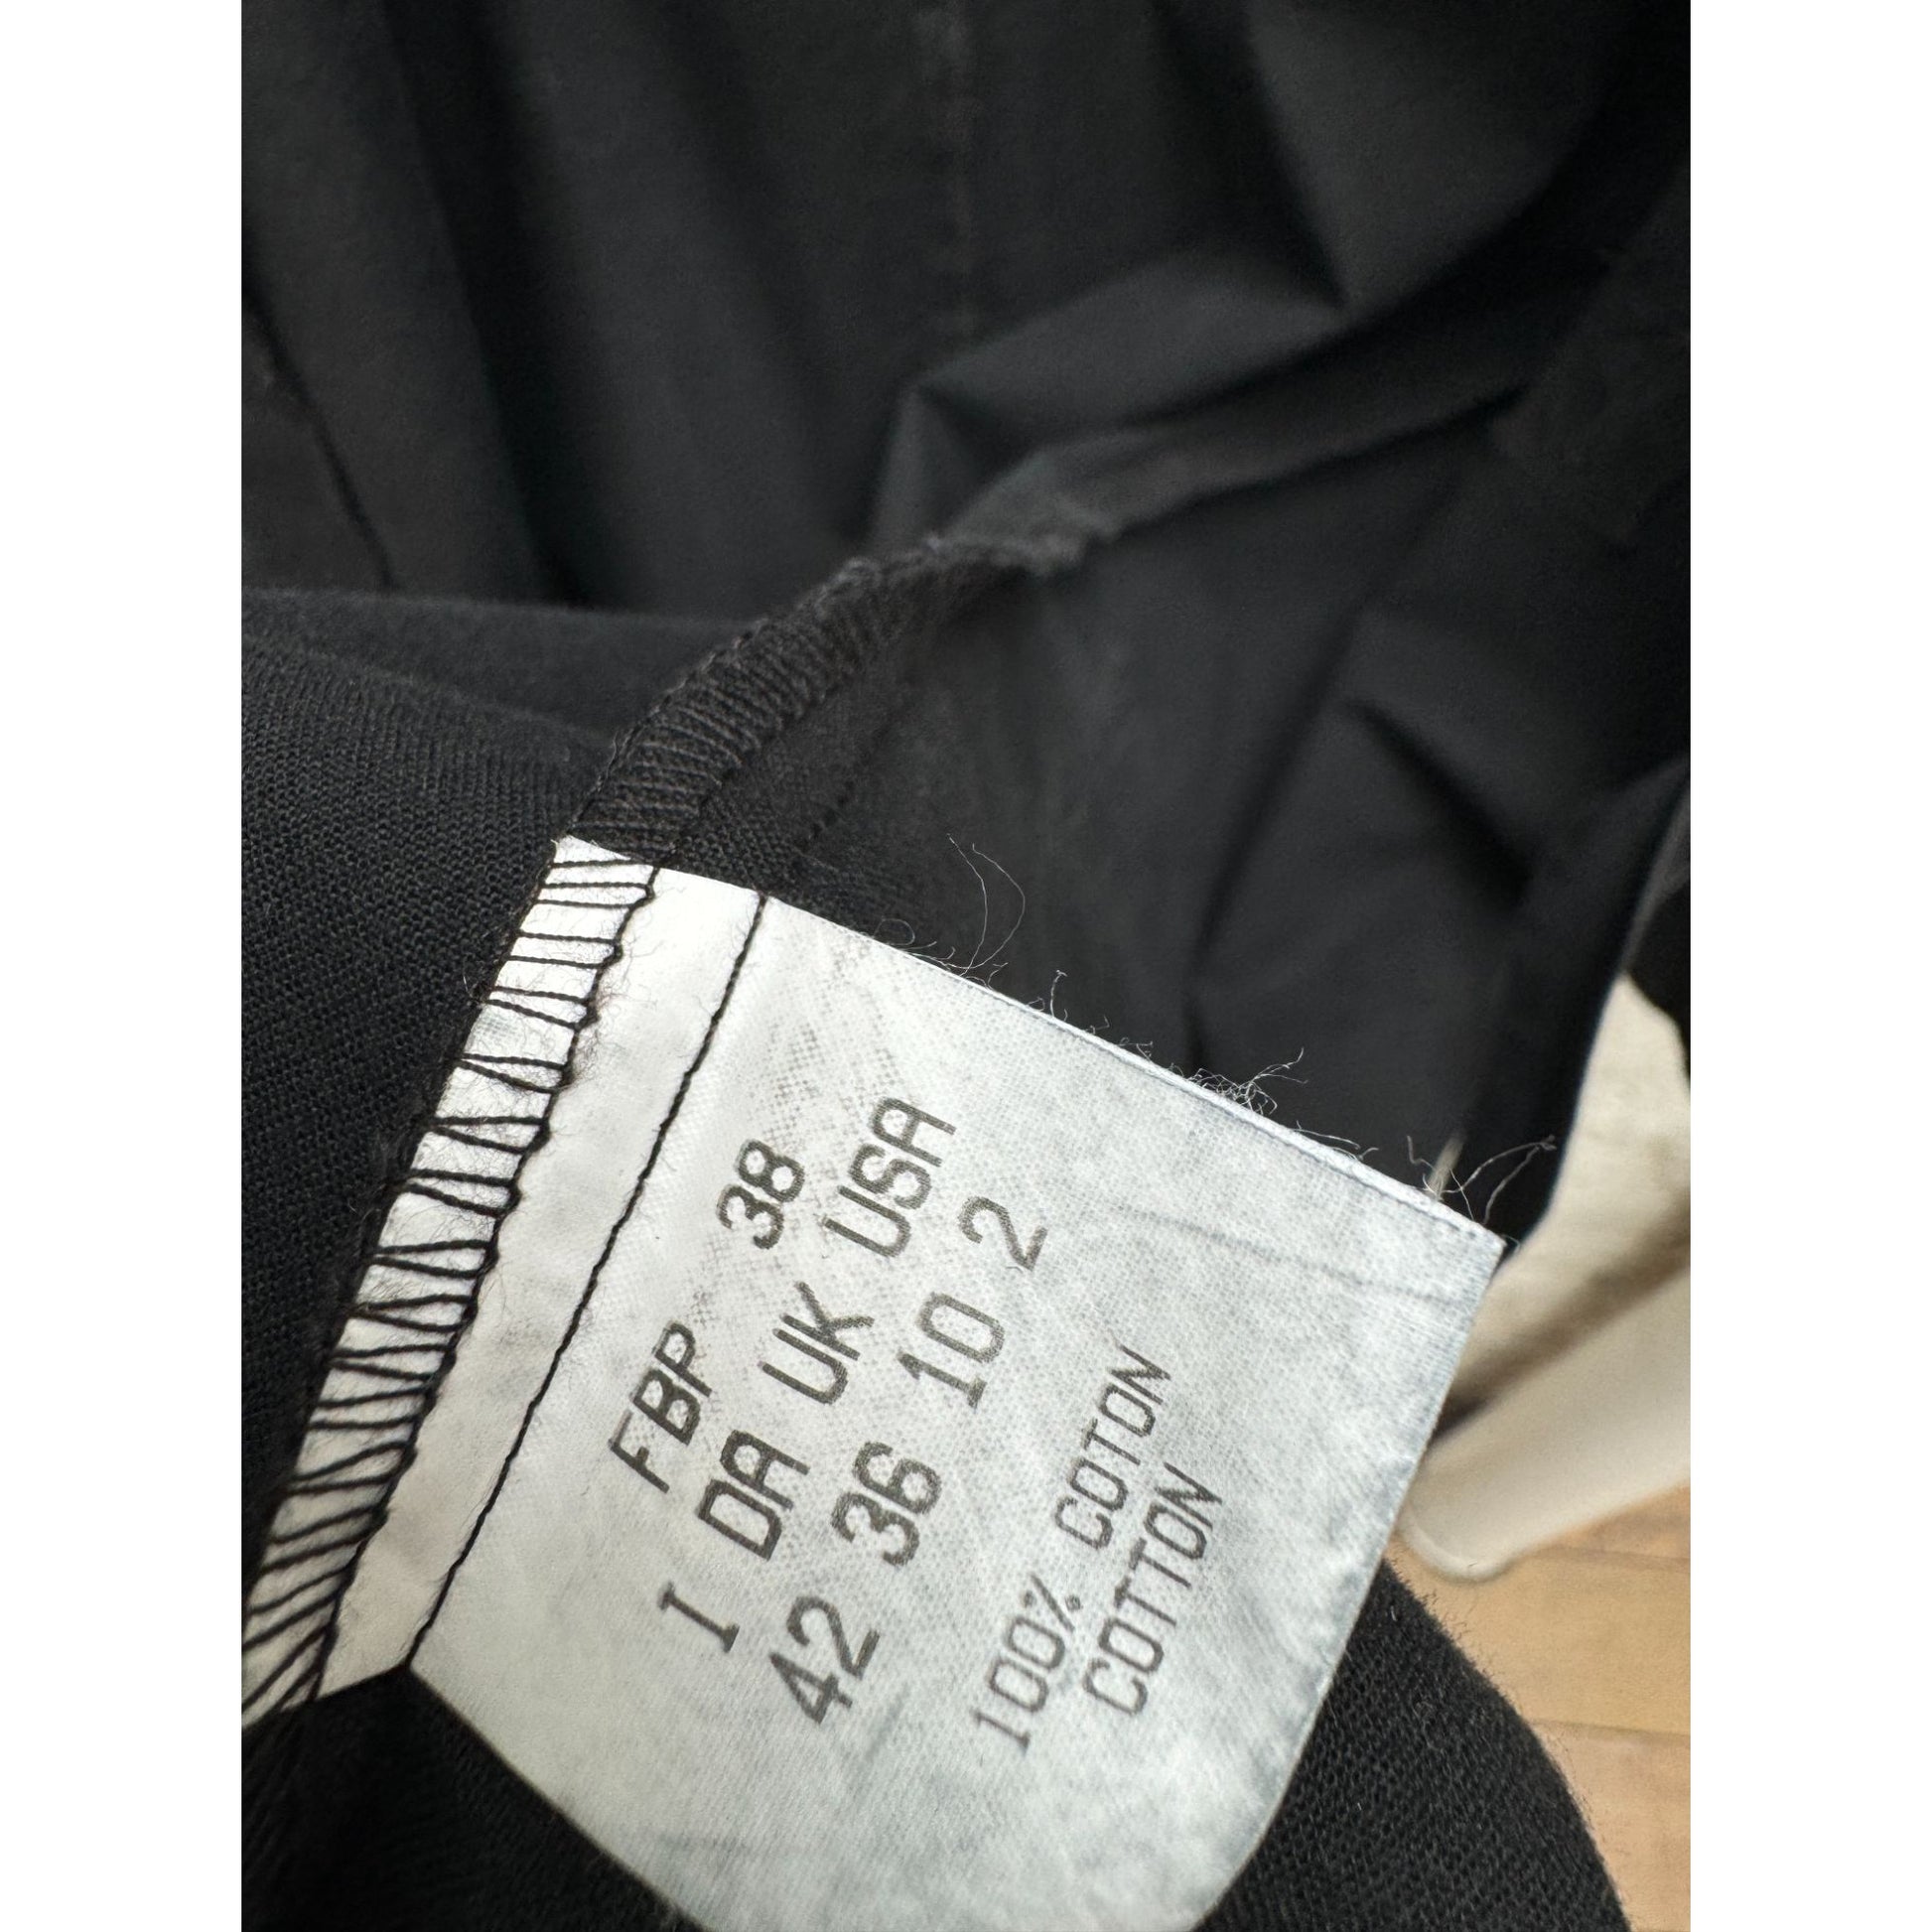 FBP 38
I DA UK USA
42 36 10 2
100% COTON
COTTON